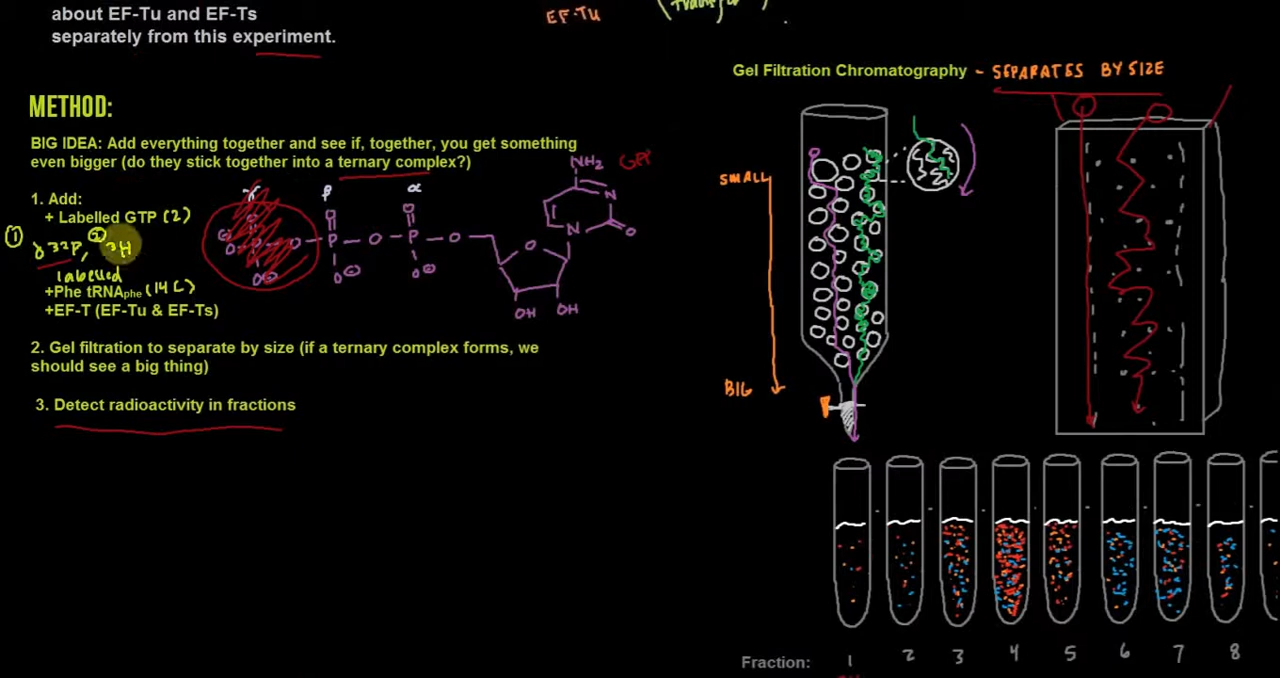 about EF-Tu and EF-Ts
separately from this experiment.
EF-TU
(transfer)
METHOD:
BIG IDEA: Add everything together and see if, together, you get something
even bigger (do they stick together into a ternary complex?)
1. Add:
+ Labelled GTP (2)
① γ 32P, ② 3H
labelled
+Phe tRNAphe (14C)
+EF-T (EF-Tu & EF-Ts)
γ β α
O O O
O P O P O P O
O⊖ O⊖ O⊖
NH2
N
N
O
O
OH OH
2. Gel filtration to separate by size (if a ternary complex forms, we
should see a big thing)
3. Detect radioactivity in fractions
Gel Filtration Chromatography - SEPARATES BY SIZE
SMALL
BIG
Fraction: 1 2 3 4 5 6 7 8